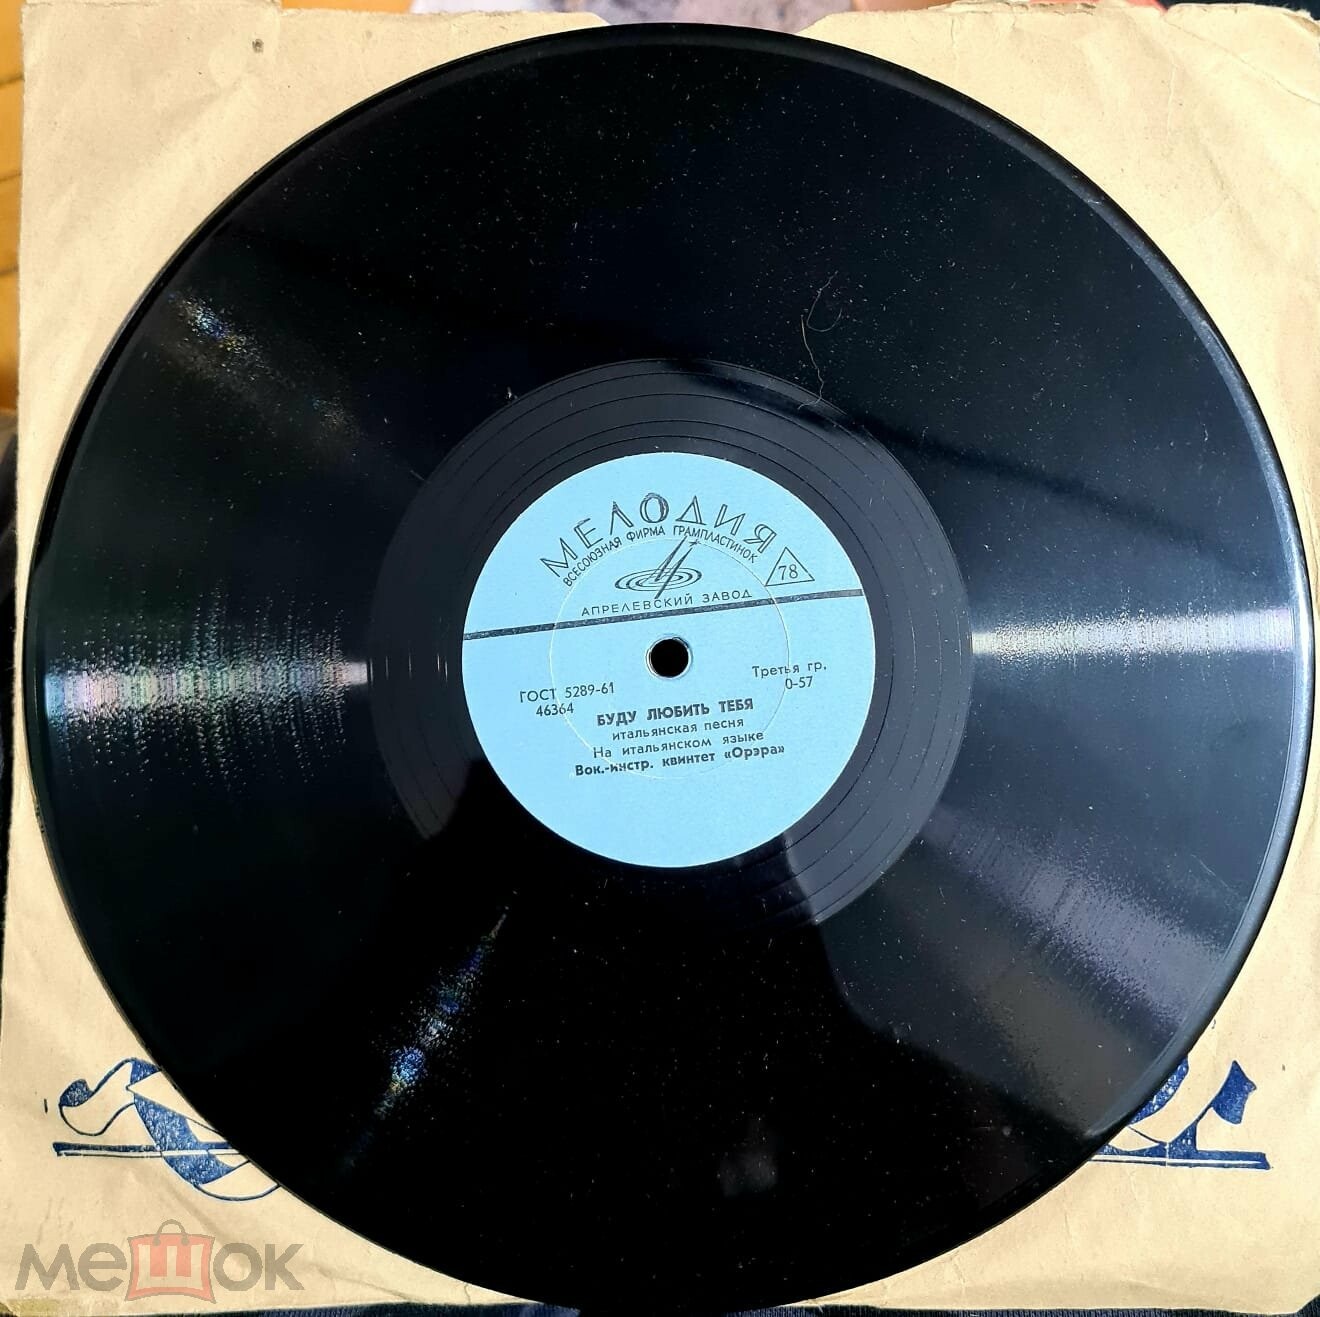 МЕЛОДИЯ
ВСЕСОЮЗНАЯ ФИРМА ГРАМПЛАСТИНОК
78
АПРЕЛЕВСКИЙ ЗАВОД
ГОСТ 5289-61
Третья гр.
46364
0-57
БУДУ ЛЮБИТЬ ТЕБЯ
итальянская песня
На итальянском языке
Вок.-инстр. квинтет «Орэра»
мешок